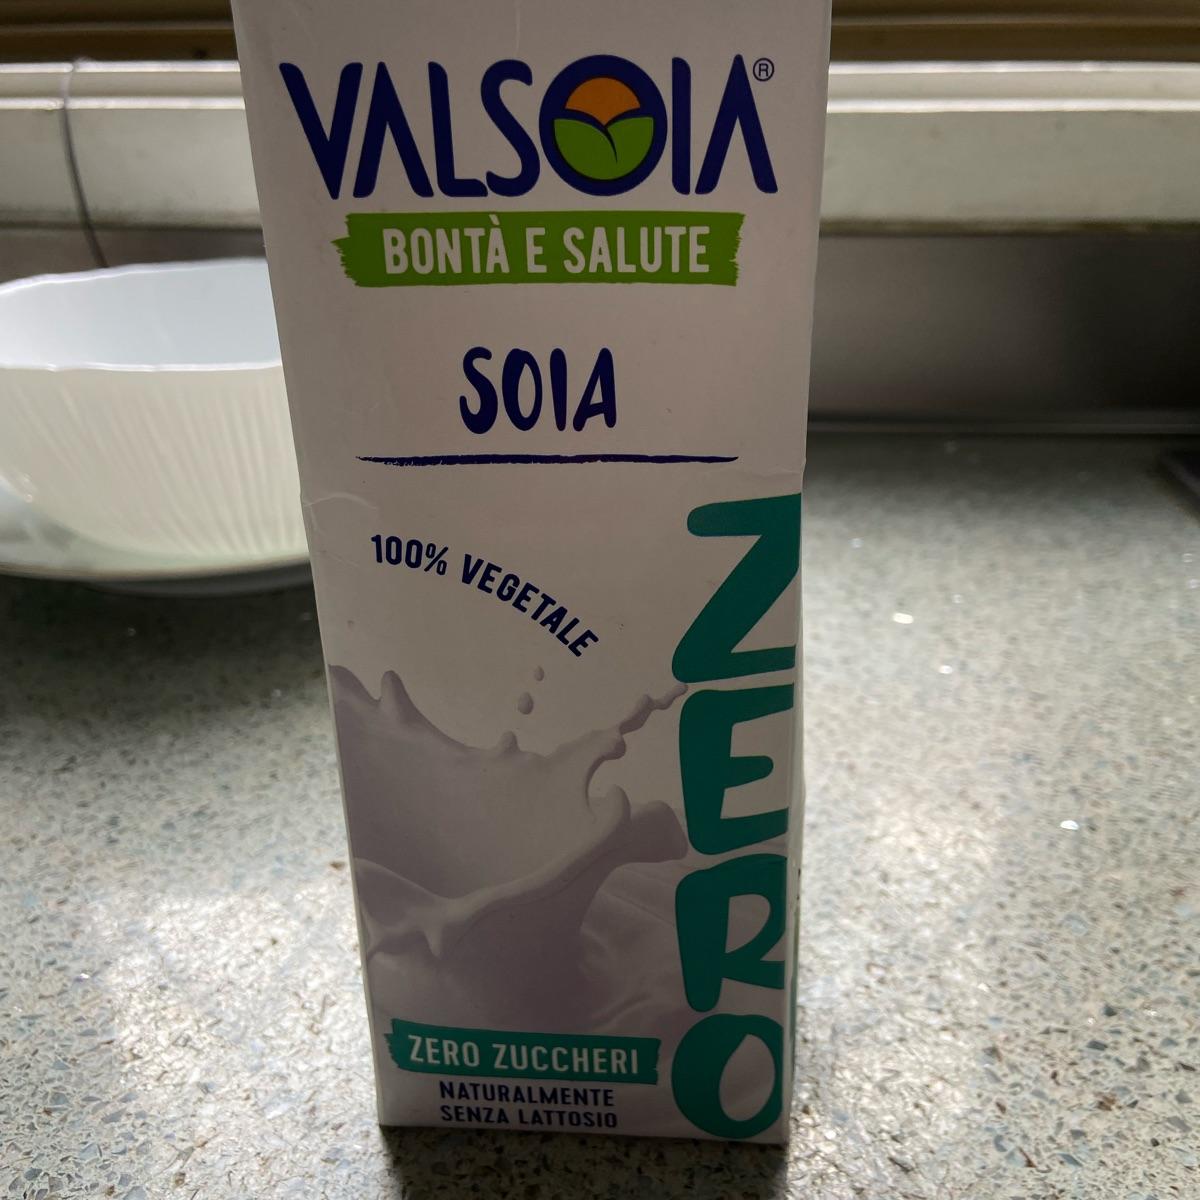 VALSOIA®
BONTÀ E SALUTE
SOIA
100% VEGETALE
ZERO
ZERO ZUCCHERI
NATURALMENTE
SENZA LATTOSIO